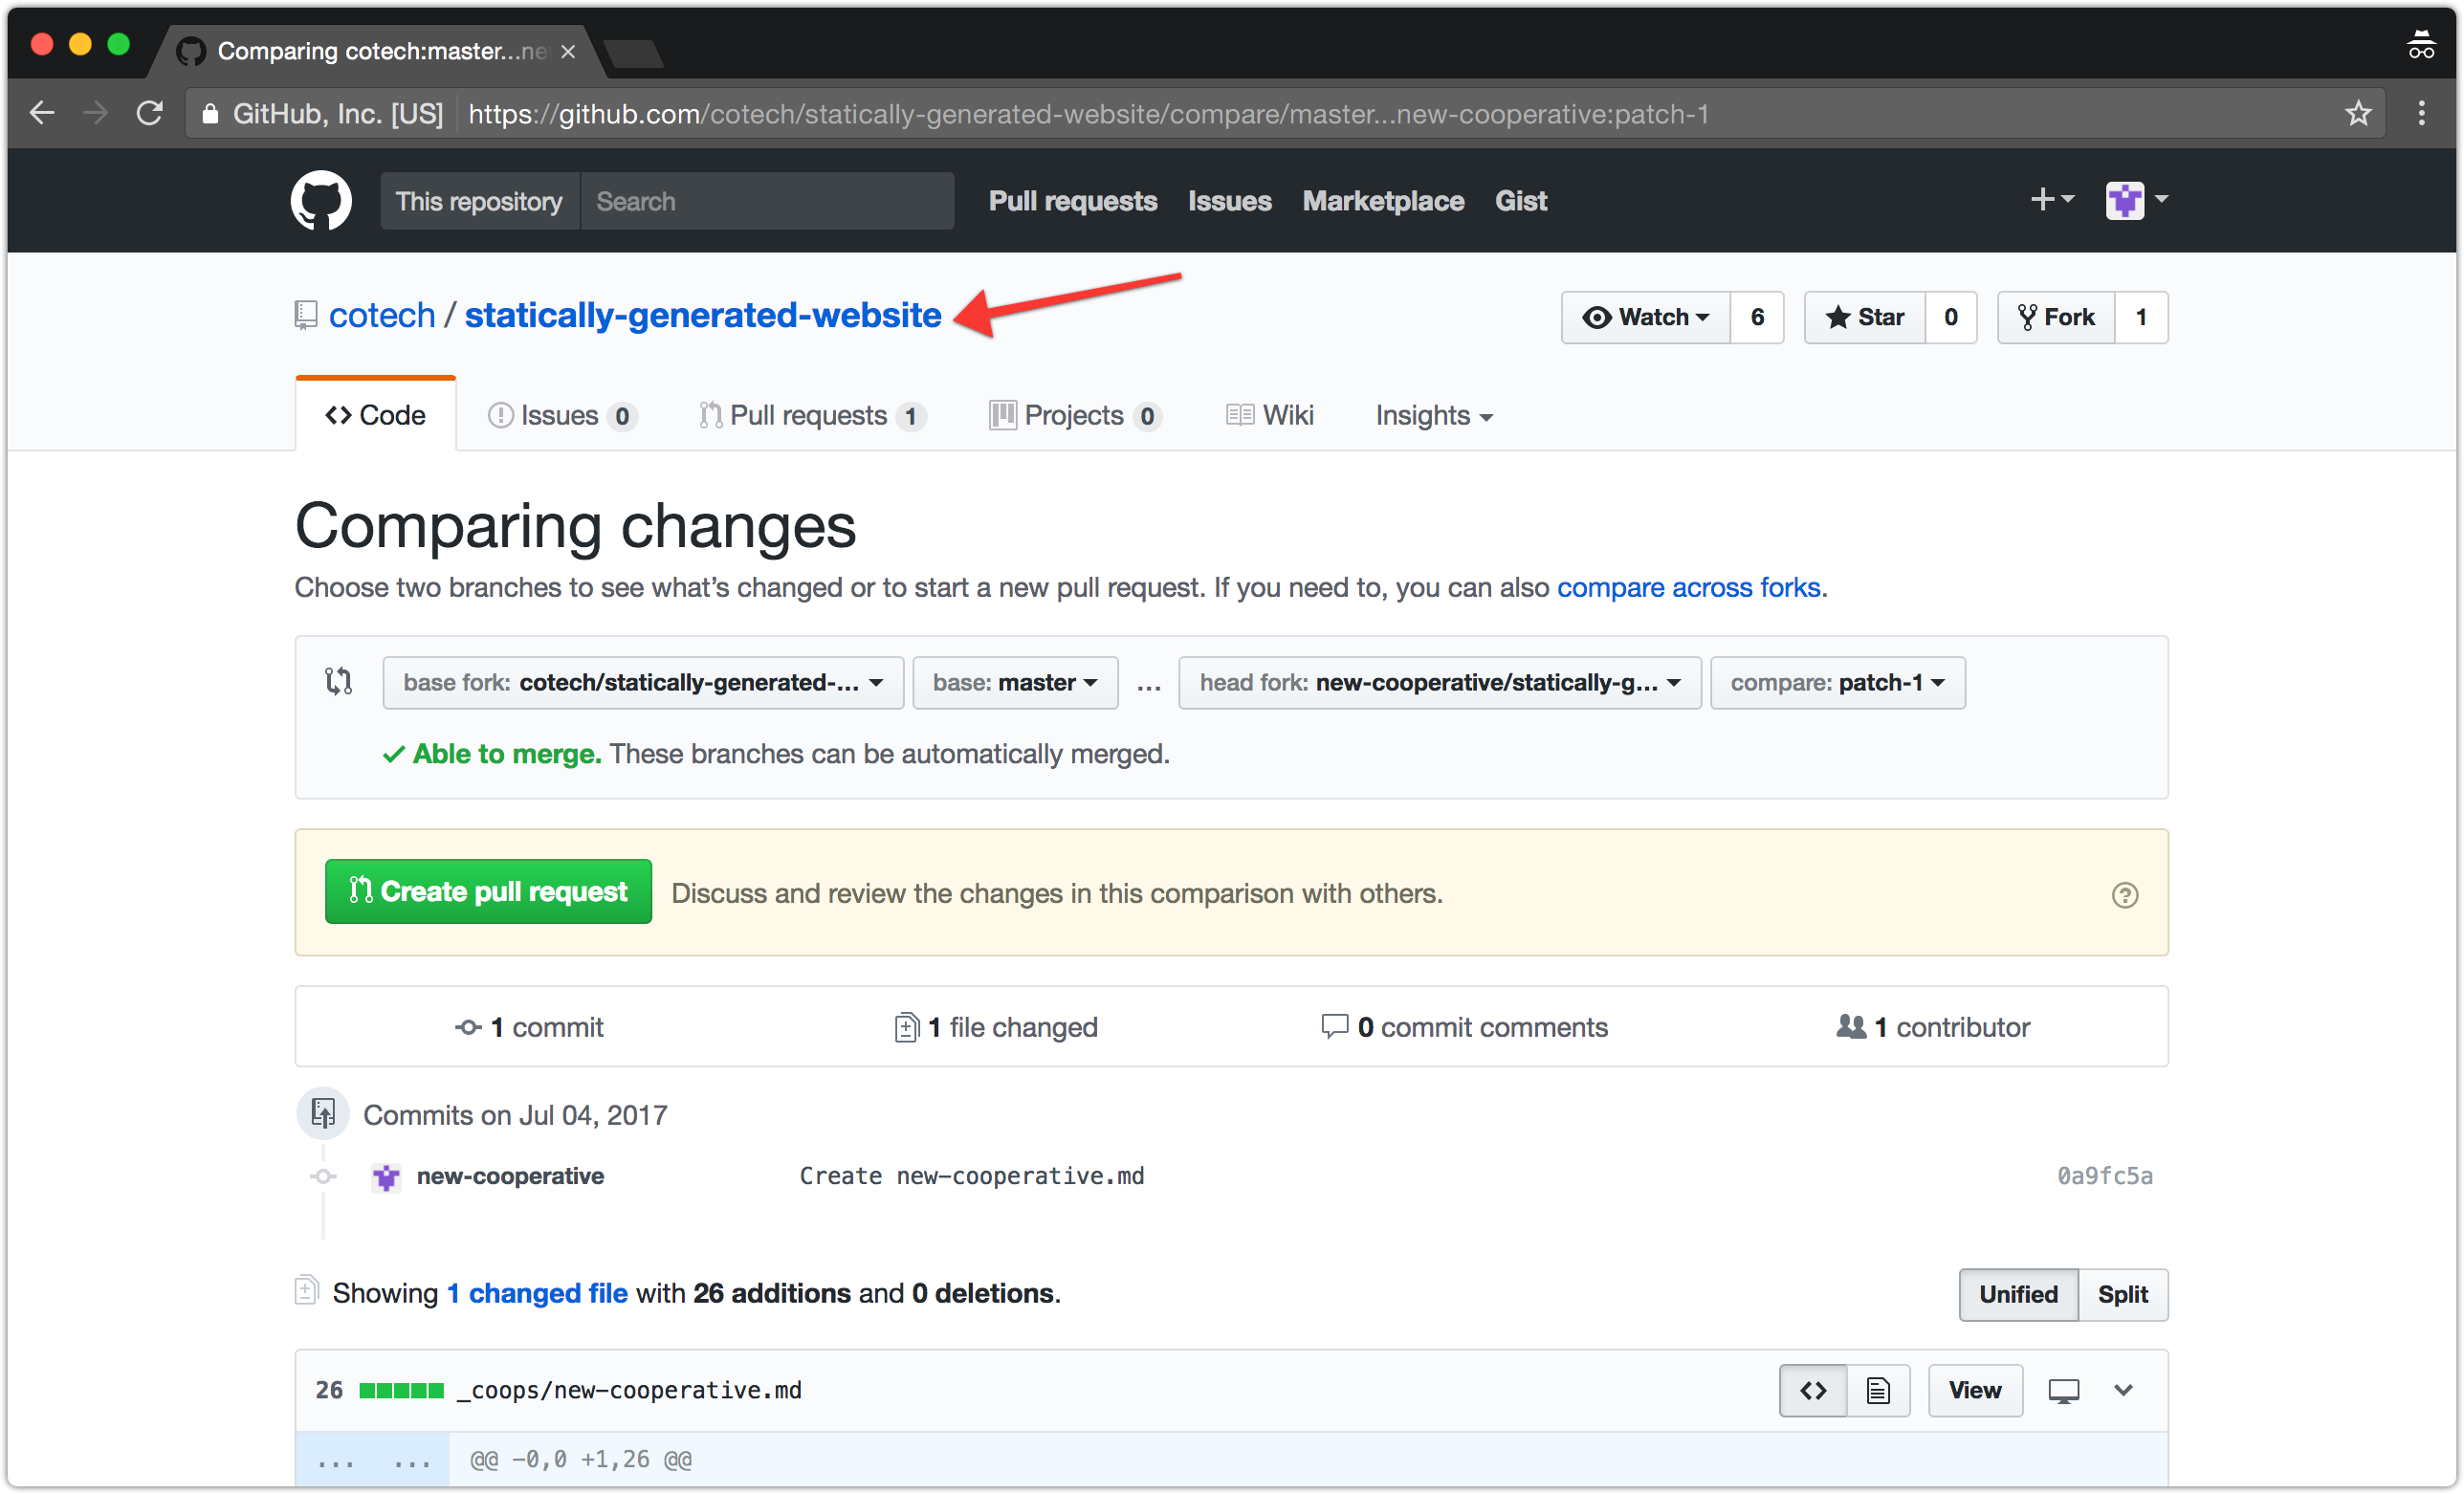 Comparing cotech:master...ne
GitHub, Inc. [US] https://github.com/cotech/statically-generated-website/compare/master...new-cooperative:patch-1
This repository Search Pull requests Issues Marketplace Gist
cotech / statically-generated-website Watch 6 Star 0 Fork 1
Code Issues 0 Pull requests 1 Projects 0 Wiki Insights
Comparing changes
Choose two branches to see what’s changed or to start a new pull request. If you need to, you can also compare across forks.
base fork: cotech/statically-generated-... base: master ... head fork: new-cooperative/statically-g... compare: patch-1
Able to merge. These branches can be automatically merged.
Create pull request Discuss and review the changes in this comparison with others.
1 commit 1 file changed 0 commit comments 1 contributor
Commits on Jul 04, 2017
new-cooperative Create new-cooperative.md 0a9fc5a
Showing 1 changed file with 26 additions and 0 deletions. Unified Split
26 _coops/new-cooperative.md View
... ... @@ -0,0 +1,26 @@